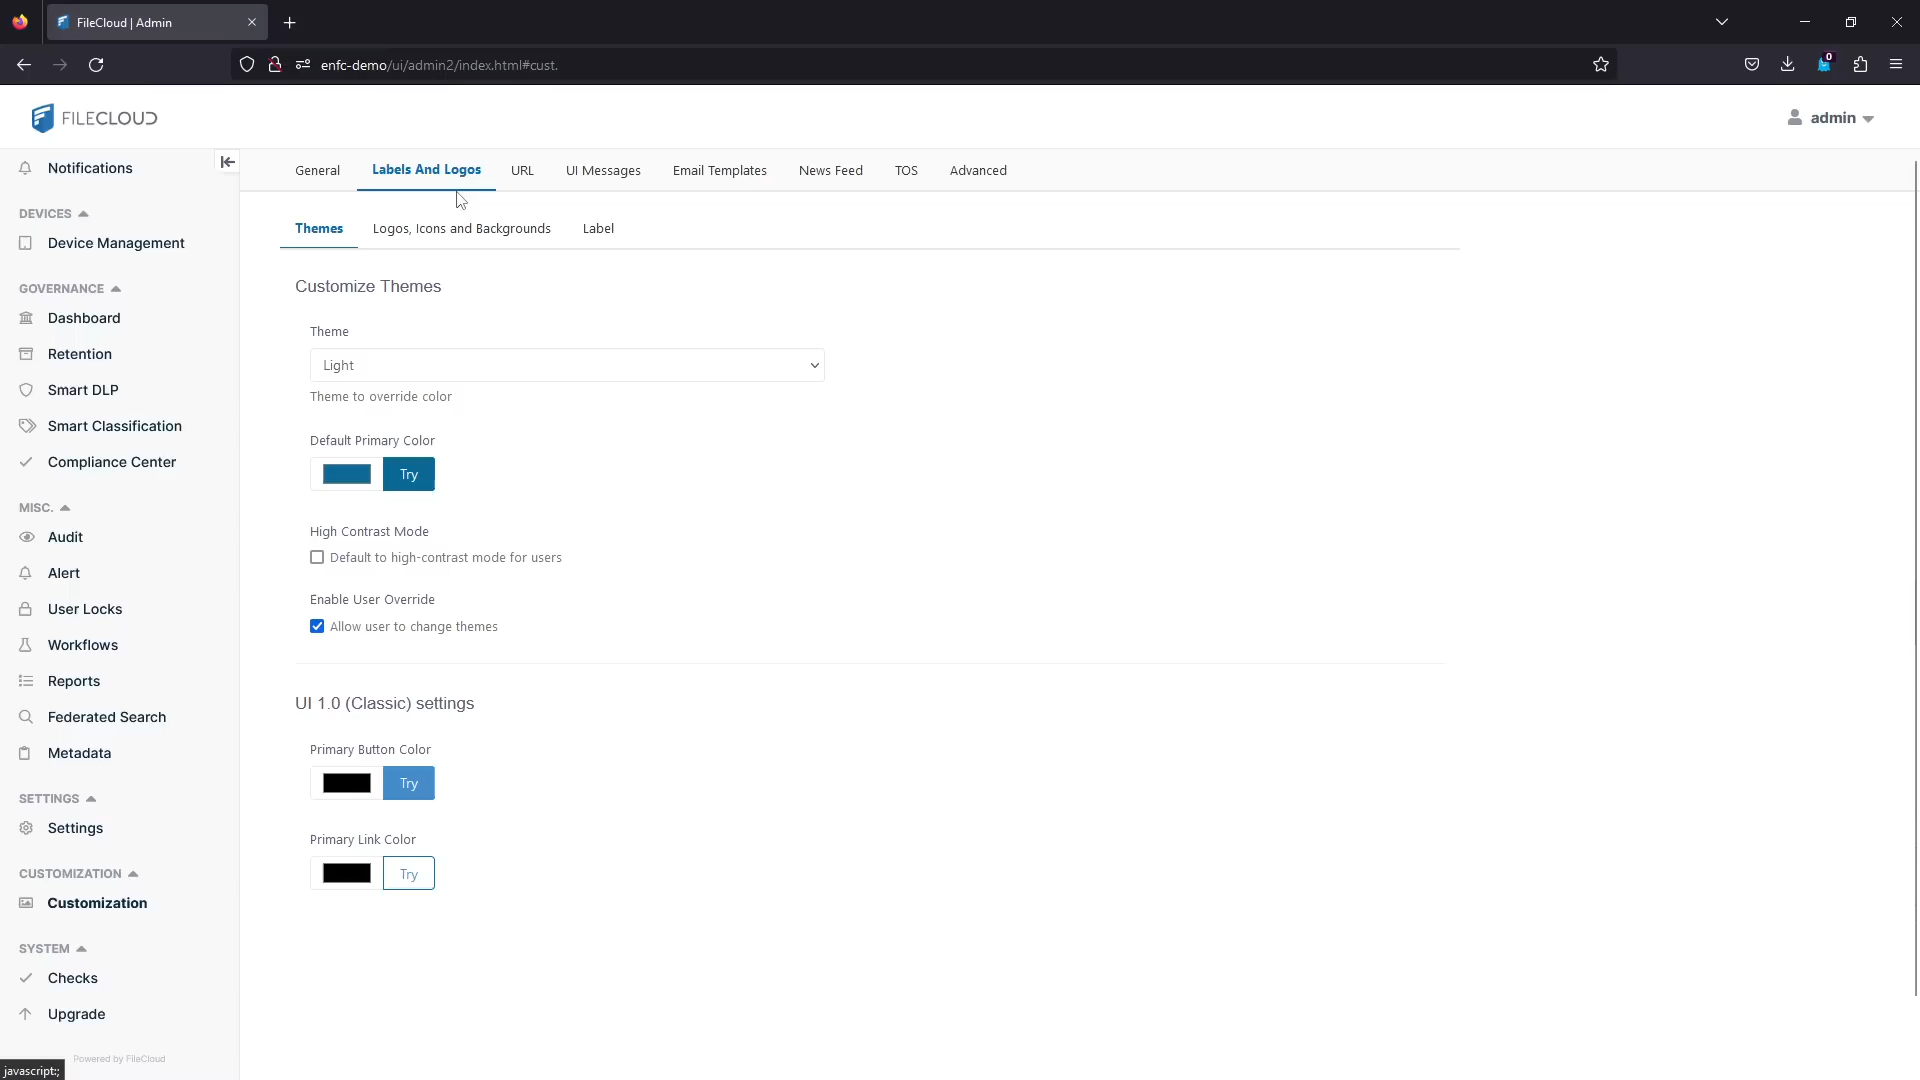 FileCloud | Admin
enfc-demo/ui/admin2/index.html#cust.
0
FILECLOUD
admin
Notifications
DEVICES
Device Management
GOVERNANCE
Dashboard
Retention
Smart DLP
Smart Classification
Compliance Center
MISC.
Audit
Alert
User Locks
Workflows
Reports
Federated Search
Metadata
SETTINGS
Settings
CUSTOMIZATION
Customization
SYSTEM
Checks
Upgrade
Powered by FileCloud
javascript:;
General Labels And Logos URL UI Messages Email Templates News Feed TOS Advanced
Themes Logos, Icons and Backgrounds Label
Customize Themes
Theme
Light
Theme to override color
Default Primary Color
Try
High Contrast Mode
Default to high-contrast mode for users
Enable User Override
Allow user to change themes
UI 1.0 (Classic) settings
Primary Button Color
Try
Primary Link Color
Try